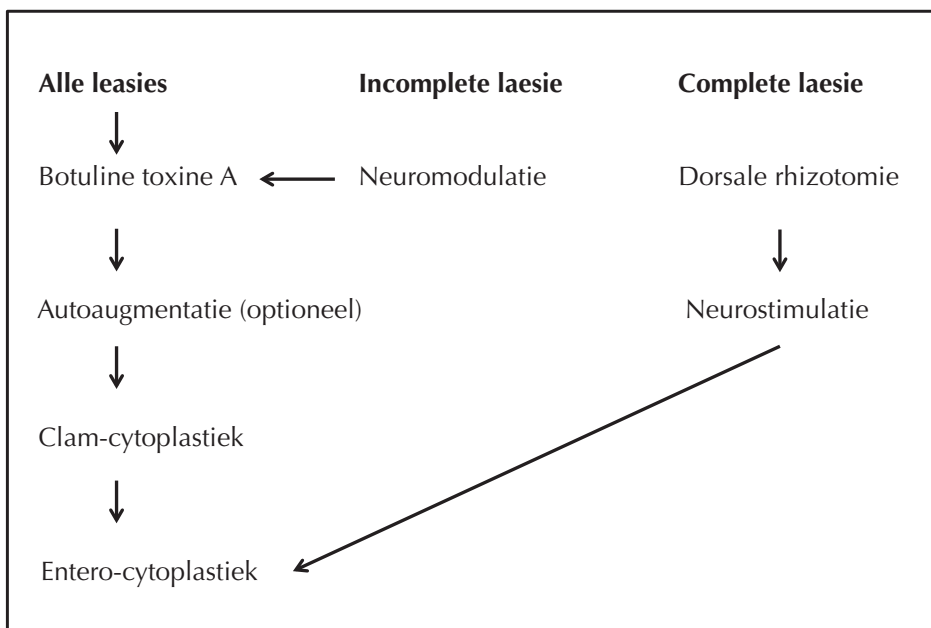 Alle leasies Incomplete laesie Complete laesie
Botuline toxine A Neuromodulatie Dorsale rhizotomie
Autoaugmentatie (optioneel) Neurostimulatie
Clam-cytoplastiek
Entero-cytoplastiek